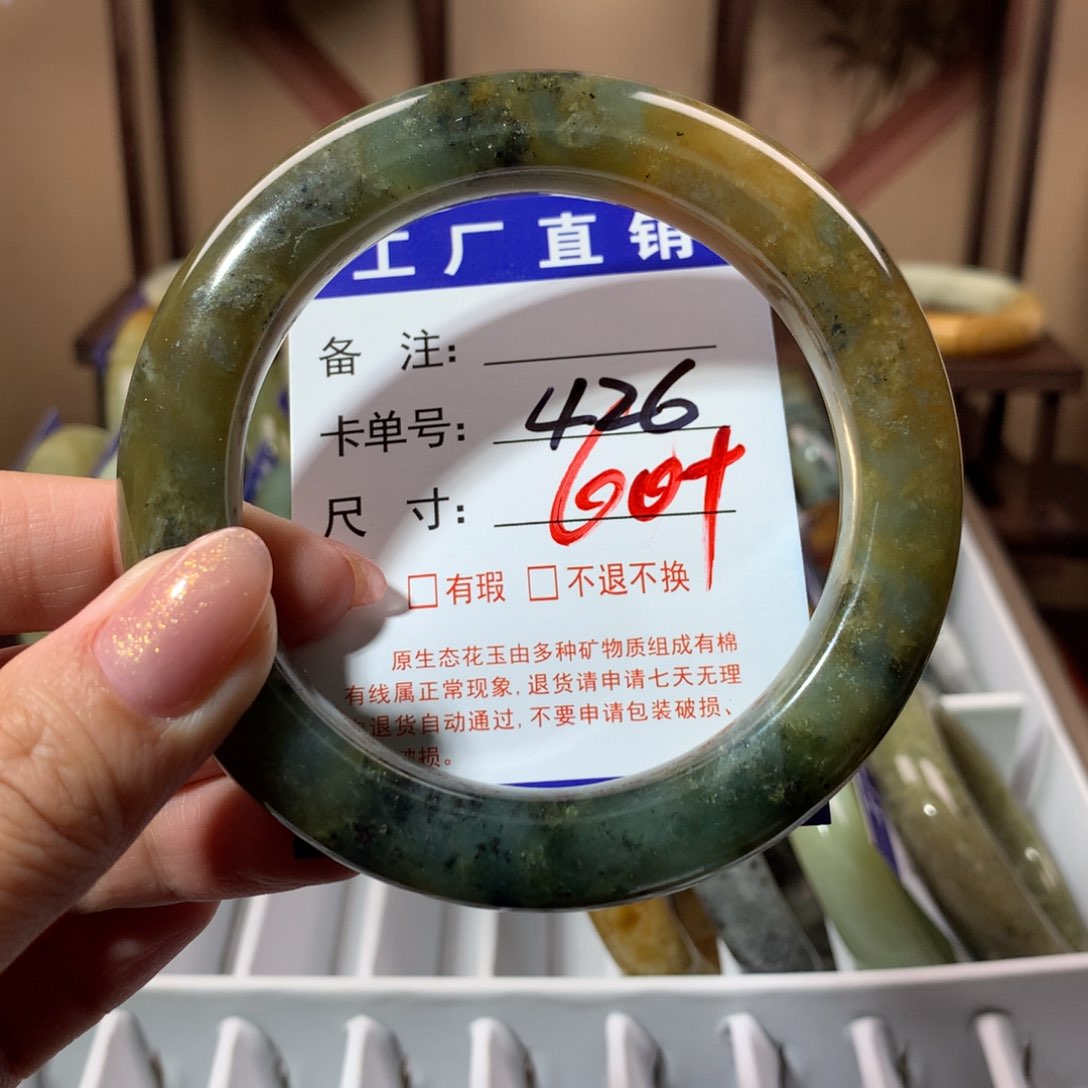 工厂直销
备 注:
卡单号: 426
尺 寸: 60+
□有瑕 □不退不换
原生态花玉由多种矿物质组成有棉
有线属正常现象,退货请申请七天无理
退货自动通过,不要申请包装破损、
破损。